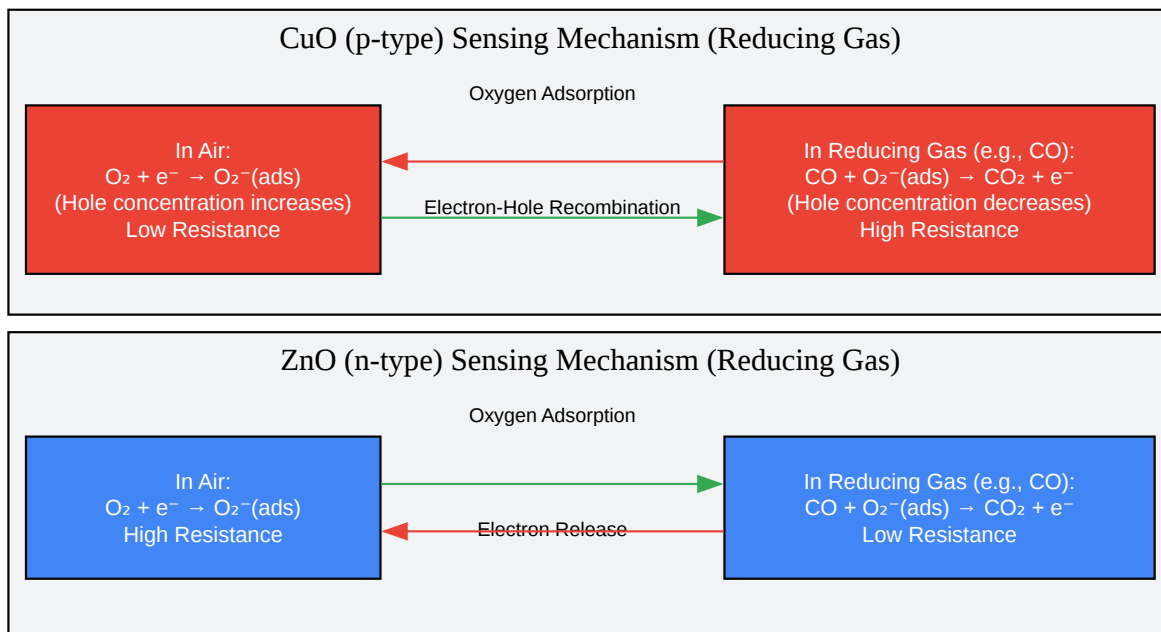 CuO (p-type) Sensing Mechanism (Reducing Gas)
Oxygen Adsorption
In Air:
O₂ + e⁻ → O₂⁻(ads)
(Hole concentration increases)
Low Resistance
Electron-Hole Recombination
In Reducing Gas (e.g., CO):
CO + O₂⁻(ads) → CO₂ + e⁻
(Hole concentration decreases)
High Resistance
ZnO (n-type) Sensing Mechanism (Reducing Gas)
Oxygen Adsorption
In Air:
O₂ + e⁻ → O₂⁻(ads)
High Resistance
Electron Release
In Reducing Gas (e.g., CO):
CO + O₂⁻(ads) → CO₂ + e⁻
Low Resistance